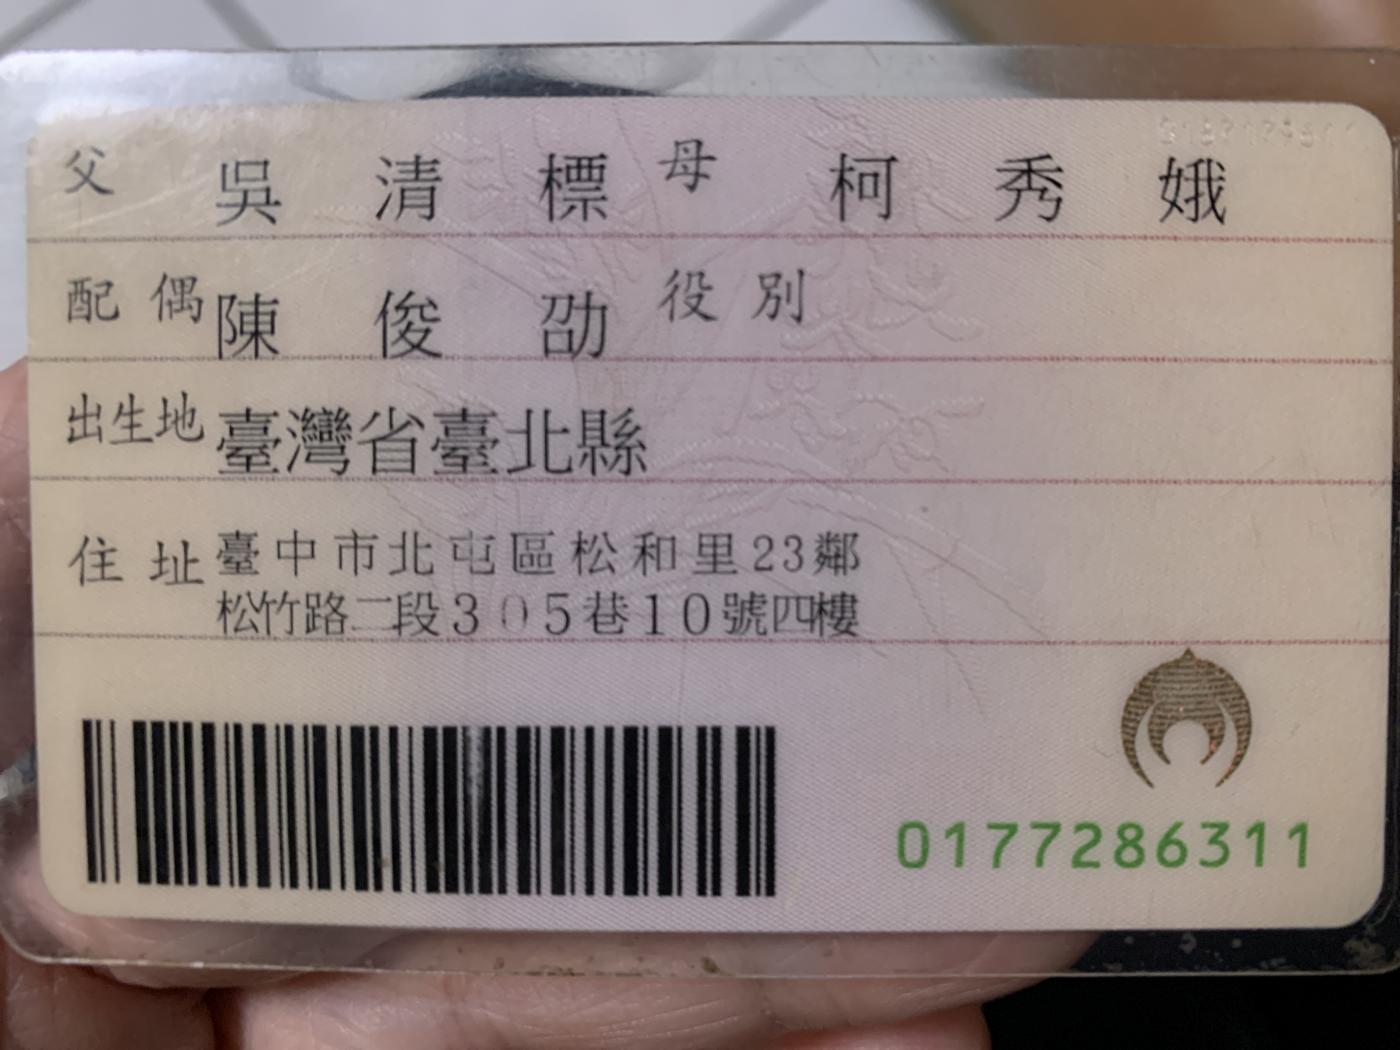 父 吳清標 母 柯秀娥
配偶 陳俊劭 役別
出生地 臺灣省臺北縣
住址 臺中市北屯區松和里23鄰
松竹路二段305巷10號四樓
0177286311